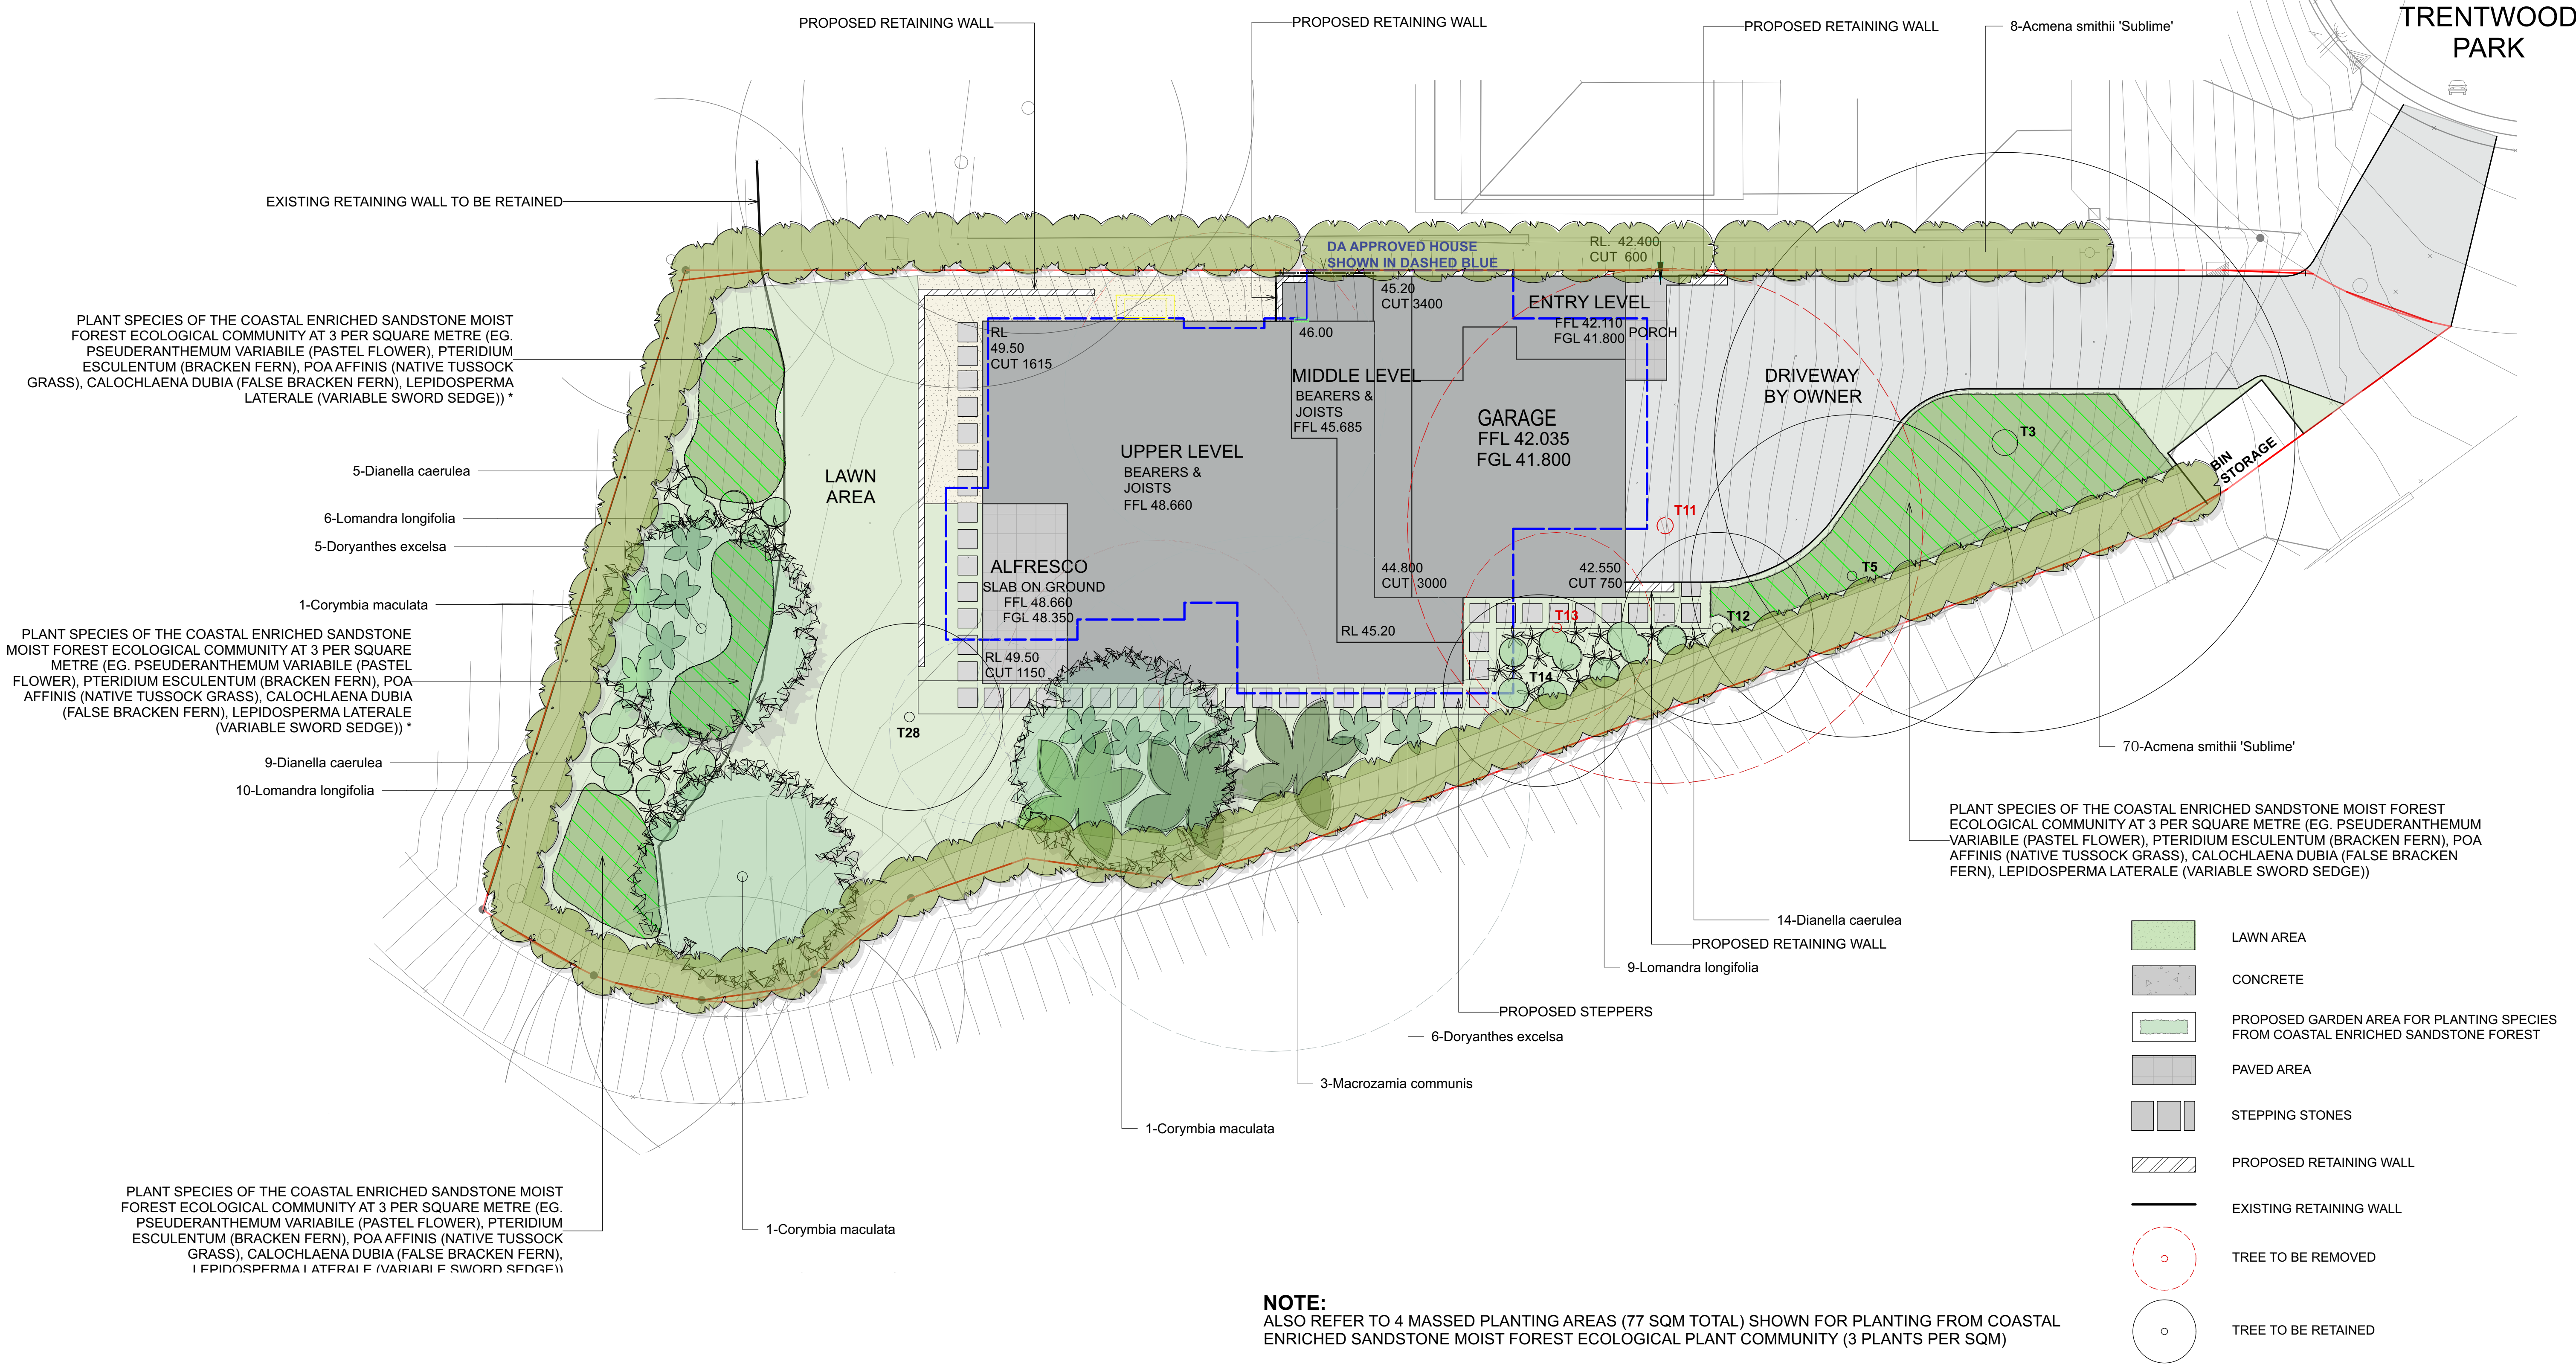 TRENTWOOD
PARK
PROPOSED RETAINING WALL
PROPOSED RETAINING WALL
PROPOSED RETAINING WALL
8-Acmena smithii 'Sublime'
EXISTING RETAINING WALL TO BE RETAINED
DA APPROVED HOUSE
SHOWN IN DASHED BLUE
RL. 42.400
CUT 600
PLANT SPECIES OF THE COASTAL ENRICHED SANDSTONE MOIST
FOREST ECOLOGICAL COMMUNITY AT 3 PER SQUARE METRE (EG.
PSEUDERANTHEMUM VARIABILE (PASTEL FLOWER), PTERIDIUM
ESCULENTUM (BRACKEN FERN), POA AFFINIS (NATIVE TUSSOCK
GRASS), CALOCHLAENA DUBIA (FALSE BRACKEN FERN), LEPIDOSPERMA
LATERALE (VARIABLE SWORD SEDGE)) *
RL
49.50
CUT 1615
46.00
45.20
CUT 3400
ENTRY LEVEL
FFL 42.110
FGL 41.800
PORCH
MIDDLE LEVEL
BEARERS &
JOISTS
FFL 45.685
GARAGE
FFL 42.035
FGL 41.800
DRIVEWAY
BY OWNER
T3
BIN
STORAGE
UPPER LEVEL
BEARERS &
JOISTS
FFL 48.660
LAWN
AREA
5-Dianella caerulea
6-Lomandra longifolia
5-Doryanthes excelsa
1-Corymbia maculata
T11
T5
ALFRESCO
SLAB ON GROUND
FFL 48.660
FGL 48.350
44.800
CUT 3000
42.550
CUT 750
T13
T12
RL 45.20
RL 49.50
CUT 1150
T14
T28
PLANT SPECIES OF THE COASTAL ENRICHED SANDSTONE
MOIST FOREST ECOLOGICAL COMMUNITY AT 3 PER SQUARE
METRE (EG. PSEUDERANTHEMUM VARIABILE (PASTEL
FLOWER), PTERIDIUM ESCULENTUM (BRACKEN FERN), POA
AFFINIS (NATIVE TUSSOCK GRASS), CALOCHLAENA DUBIA
(FALSE BRACKEN FERN), LEPIDOSPERMA LATERALE
(VARIABLE SWORD SEDGE)) *
9-Dianella caerulea
10-Lomandra longifolia
70-Acmena smithii 'Sublime'
PLANT SPECIES OF THE COASTAL ENRICHED SANDSTONE MOIST FOREST
ECOLOGICAL COMMUNITY AT 3 PER SQUARE METRE (EG. PSEUDERANTHEMUM
VARIABILE (PASTEL FLOWER), PTERIDIUM ESCULENTUM (BRACKEN FERN), POA
AFFINIS (NATIVE TUSSOCK GRASS), CALOCHLAENA DUBIA (FALSE BRACKEN
FERN), LEPIDOSPERMA LATERALE (VARIABLE SWORD SEDGE))
14-Dianella caerulea
PROPOSED RETAINING WALL
9-Lomandra longifolia
PROPOSED STEPPERS
6-Doryanthes excelsa
3-Macrozamia communis
1-Corymbia maculata
1-Corymbia maculata
PLANT SPECIES OF THE COASTAL ENRICHED SANDSTONE MOIST
FOREST ECOLOGICAL COMMUNITY AT 3 PER SQUARE METRE (EG.
PSEUDERANTHEMUM VARIABILE (PASTEL FLOWER), PTERIDIUM
ESCULENTUM (BRACKEN FERN), POA AFFINIS (NATIVE TUSSOCK
GRASS), CALOCHLAENA DUBIA (FALSE BRACKEN FERN),
LEPIDOSPERMA LATERALE (VARIABLE SWORD SEDGE))
LAWN AREA
CONCRETE
PROPOSED GARDEN AREA FOR PLANTING SPECIES
FROM COASTAL ENRICHED SANDSTONE FOREST
PAVED AREA
STEPPING STONES
PROPOSED RETAINING WALL
EXISTING RETAINING WALL
TREE TO BE REMOVED
TREE TO BE RETAINED
NOTE:
ALSO REFER TO 4 MASSED PLANTING AREAS (77 SQM TOTAL) SHOWN FOR PLANTING FROM COASTAL
ENRICHED SANDSTONE MOIST FOREST ECOLOGICAL PLANT COMMUNITY (3 PLANTS PER SQM)